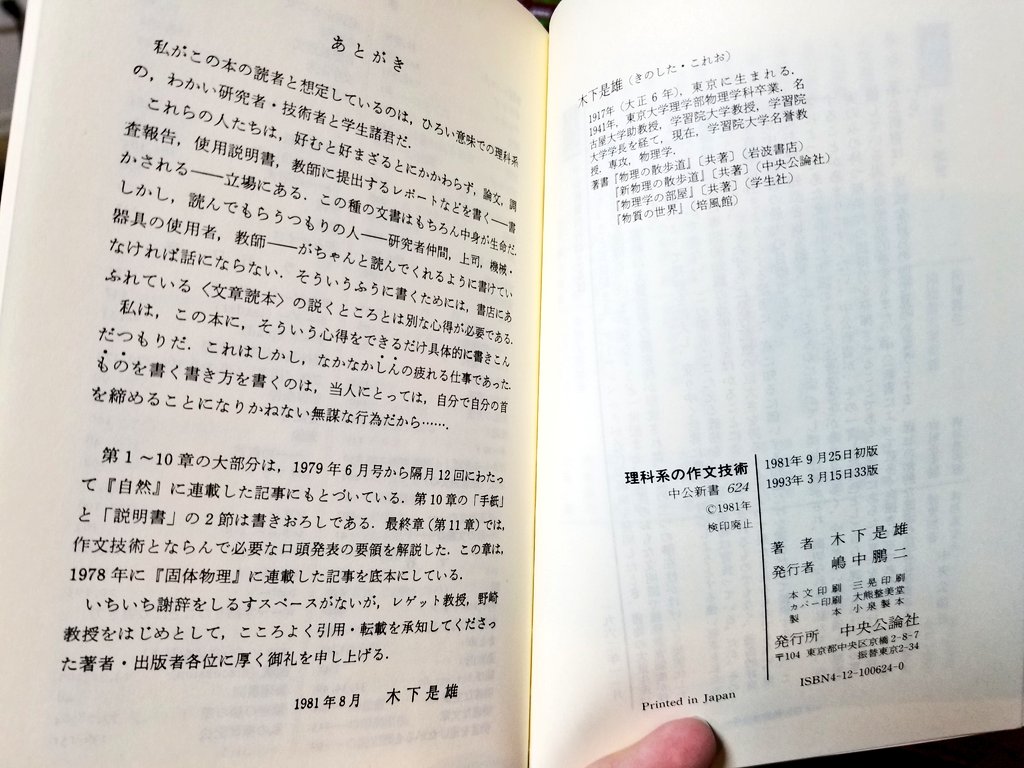 あとがき
私がこの本の読者と想定しているのは，ひろい意味での理科系
の，わかい研究者・技術者と学生諸君だ．
これらの人たちは，好むと好まざるとにかかわらず，論文，調
査報告，使用説明書，教師に提出するレポートなどを書く——書
かされる——立場にある．この種の文書はもちろん中身が生命だ．
しかし，読んでもらうつもりの人——研究者仲間，上司，機械・
器具の使用者，教師——がちゃんと読んでくれるように書けてい
なければ話にならない．そういうふうに書くためには，書店にあ
ふれている〈文章読本〉の説くところとは別な心得が必要である．
私は，この本に，そういう心得をできるだけ具体的に書きこん
だつもりだ．これはしかし，なかなかしんの疲れる仕事であった．
ものを書く書き方を書くのは，当人にとっては，自分で自分の首
を締めることになりかねない無謀な行為だから……．
第1～10章の大部分は，1979年6月号から隔月12回にわたっ
て『自然』に連載した記事にもとづいている．第10章の「手紙」
と「説明書」の2節は書きおろしである．最終章（第11章）では，
作文技術とならんで必要な口頭発表の要領を解説した．この章は，
1978年に『固体物理』に連載した記事を底本にしている．
いちいち謝辞をしるすスペースがないが，レゲット教授，野崎
教授をはじめとして，こころよく引用・転載を承知してくださっ
た著者・出版者各位に厚く御礼を申し上げる．
1981年8月　木下是雄
木下是雄（きのした・これお）
1917年（大正6年），東京に生まれる．
1941年，東京大学理学部物理学科卒業，名
古屋大学助教授，学習院大学教授，学習院
大学学長を経て，現在，学習院大学名誉教
授．専攻，物理学．
著書『物理の散歩道』〔共著〕（岩波書店）
『新物理の散歩道』〔共著〕（中央公論社）
『物理学の部屋』〔共著〕（学生社）
『物質の世界』（培風館）
理科系の作文技術
中公新書 624
©1981年
検印廃止
1981年9月25日初版
1993年3月15日33版
著者　木下是雄
発行者　嶋中鵬二
本文印刷　三晃印刷
カバー印刷　大熊整美堂
製本　小泉製本
発行所　中央公論社
〒104 東京都中央区京橋2-8-7
振替東京2-34
ISBN4-12-100624-0
Printed in Japan